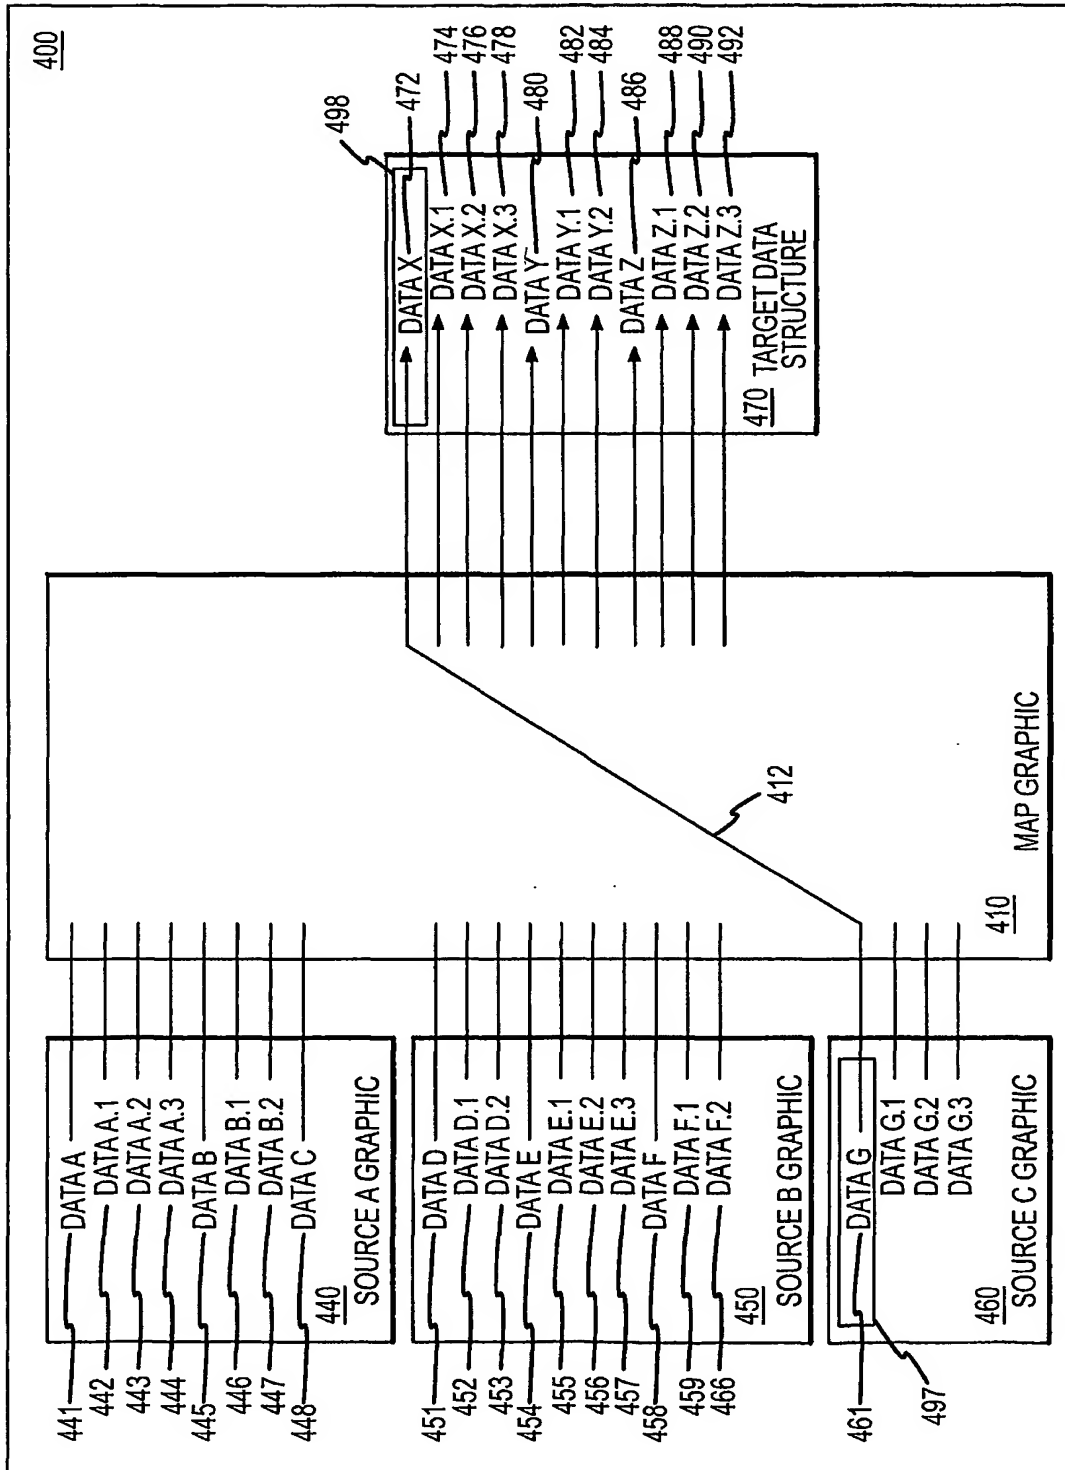 400
441 DATA A
442 DATA A.1
443 DATA A.2
444 DATA A.3
445 DATA B
446 DATA B.1
447 DATA B.2
448 DATA C
440 SOURCE A GRAPHIC
451 DATA D
452 DATA D.1
453 DATA D.2
454 DATA E
455 DATA E.1
456 DATA E.2
457 DATA E.3
458 DATA F
459 DATA F.1
466 DATA F.2
450 SOURCE B GRAPHIC
461 DATA G
497
DATA G.1
DATA G.2
DATA G.3
460 SOURCE C GRAPHIC
412
410 MAP GRAPHIC
498
DATA X 472
DATA X.1 474
DATA X.2 476
DATA X.3 478
DATA Y 480
DATA Y.1 482
DATA Y.2 484
DATA Z 486
DATA Z.1 488
DATA Z.2 490
DATA Z.3 492
470 TARGET DATA
STRUCTURE